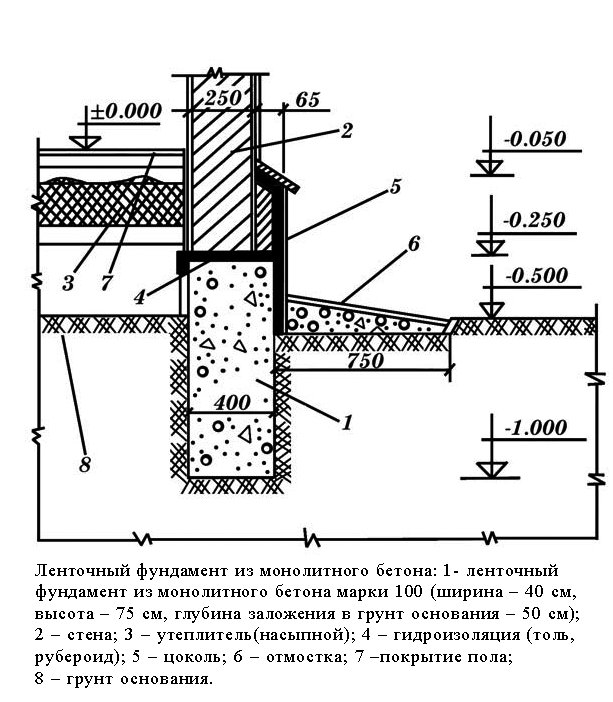 ±0.000
250
65
2
-0.050
5
6
-0.250
3
7
4
-0.500
750
400
1
-1.000
8
Ленточный фундамент из монолитного бетона: 1- ленточный
фундамент из монолитного бетона марки 100 (ширина – 40 см,
высота – 75 см, глубина заложения в грунт основания – 50 см);
2 – стена; 3 – утеплитель(насыпной); 4 – гидроизоляция (толь,
рубероид); 5 – цоколь; 6 – отмостка; 7 –покрытие пола;
8 – грунт основания.